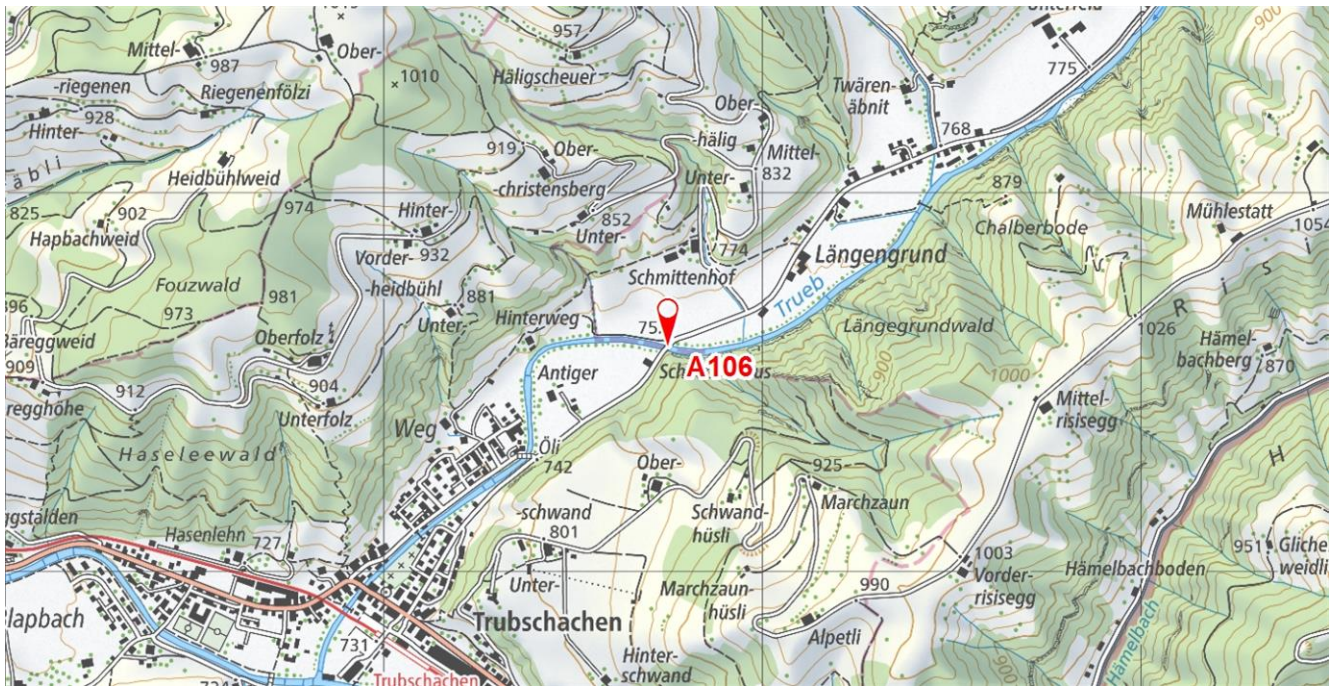 957
Mittel-
Ober-
987
Häligscheuer
775
-riegenen
Riegenenfölzi
1010
Twären-
äbnit
Hinter-
928
Ober-
-hälig
768
919
Ober-
Mittel-
832
Heidbühlweid
-christensberg
Unter-
879
825
902
974
Hinter-
852
Mühlestatt
1054
Hapbachweid
Unter-
774
Chalberbode
932
Vorder-
-heidbühl
Längengrund
Schmittenhof
Fouzwald
881
Trueb
981
Unter-
Hinterweg
973
Längegrundwald
1026
Risi
Hämel-
bachberg
Oberfolz
Bäreggweid
A106
900
1000
870
909
912
904
Antiger
Mittel-
risisegg
Unterfolz
Weg
Haseleewald
Öli
742
Ober-
925
H
-schwand
Schwand-
hüsli
Marchzaun
Hasenlehn
727
801
1003
951
Unter-
990
Vorder-
risisegg
Hämelbachboden
Marchzaun-
hüsli
Trubschachen
Alpetli
731
Hinter-
schwand
900
Hämelbach
Trubschachen